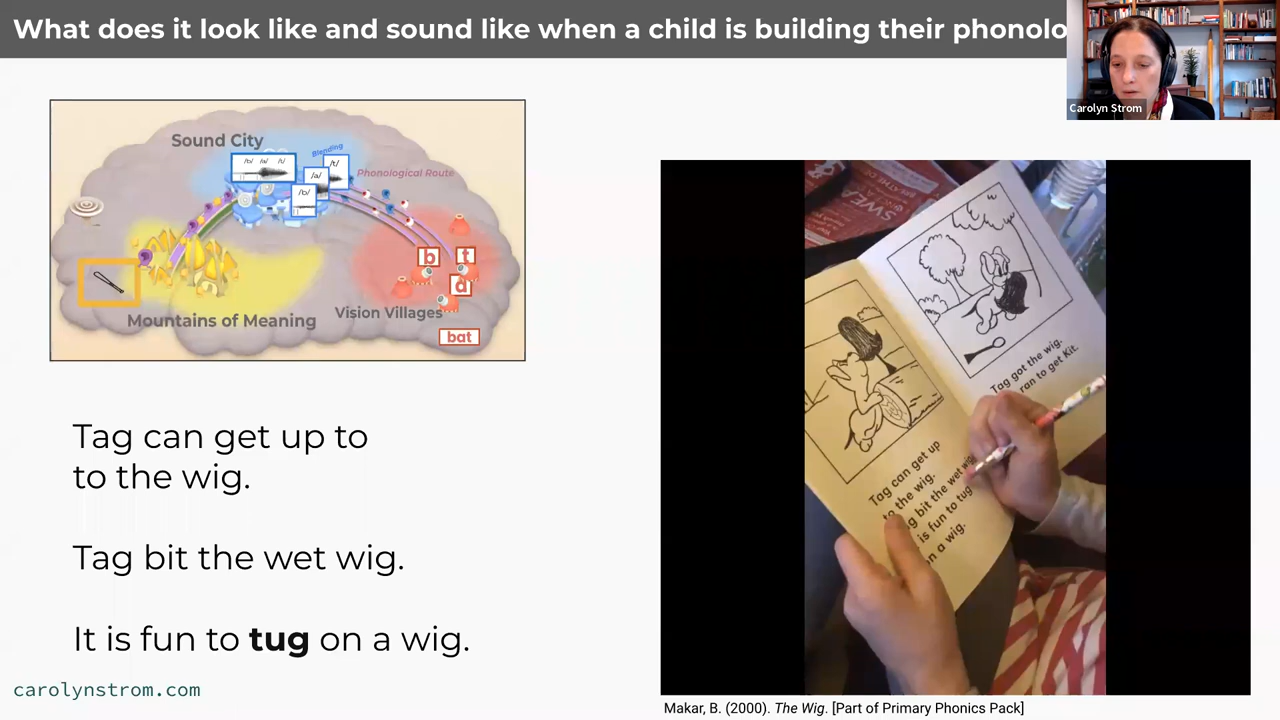 What does it look like and sound like when a child is building their phonolo
Carolyn Strom
Sound City
/b/ /a/ /t/
Blending
/t/
/a/
/b/
Phonological Route
b
t
d
Vision Villages
Mountains of Meaning
bat
Tag can get up to
to the wig.
Tag bit the wet wig.
It is fun to tug on a wig.
carolynstrom.com
SWEA
Tag got the wig.
ran to get Kit.
Tag can get up
to the wig.
g bit the wet wig
is fun to tug
on a wig.
Makar, B. (2000). The Wig. [Part of Primary Phonics Pack]